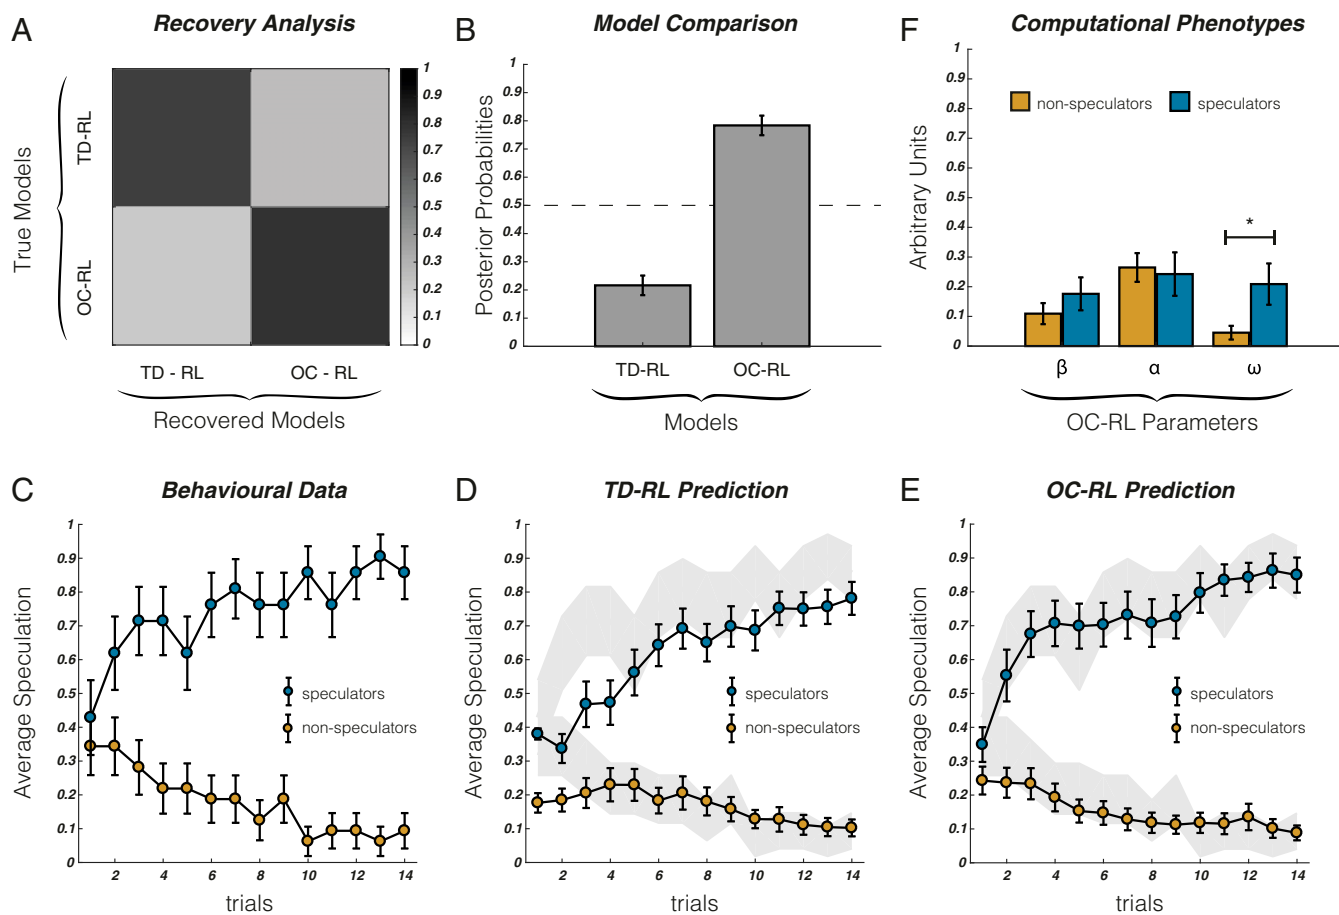 A
Recovery Analysis
True Models
TD-RL
OC-RL
1
0.9
0.8
0.7
0.6
0.5
0.4
0.3
0.2
0.1
0
TD - RL OC - RL
Recovered Models
B
Model Comparison
Posterior Probabilities
1
0.9
0.8
0.7
0.6
0.5
0.4
0.3
0.2
0.1
0
TD-RL OC-RL
Models
F
Computational Phenotypes
Arbitrary Units
1
0.9
0.8
0.7
0.6
0.5
0.4
0.3
0.2
0.1
0
non-speculators speculators
*
β α ω
OC-RL Parameters
C
Behavioural Data
Average Speculation
1
0.9
0.8
0.7
0.6
0.5
0.4
0.3
0.2
0.1
0
speculators
non-speculators
2 4 6 8 10 12 14
trials
D
TD-RL Prediction
Average Speculation
1
0.9
0.8
0.7
0.6
0.5
0.4
0.3
0.2
0.1
0
speculators
non-speculators
2 4 6 8 10 12 14
trials
E
OC-RL Prediction
Average Speculation
1
0.9
0.8
0.7
0.6
0.5
0.4
0.3
0.2
0.1
0
speculators
non-speculators
2 4 6 8 10 12 14
trials